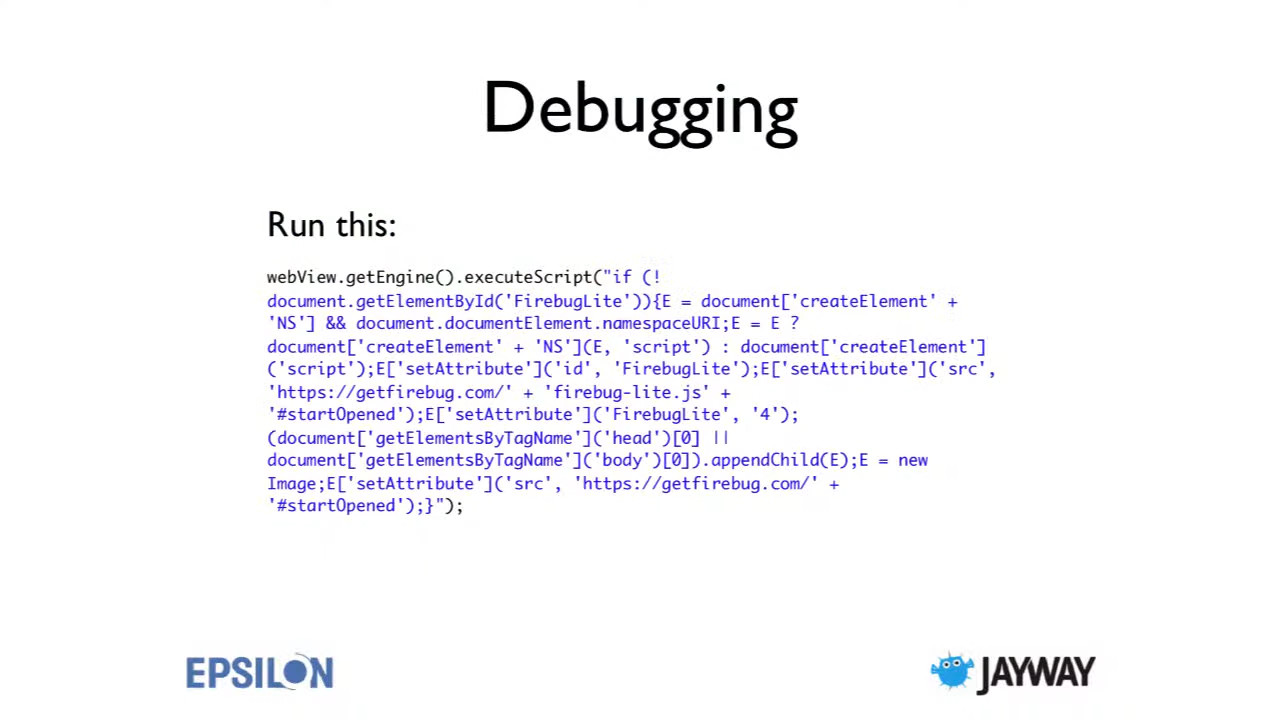 Debugging
Run this:
webView.getEngine().executeScript("if (!
document.getElementById('FirebugLite')){E = document['createElement' +
'NS'] && document.documentElement.namespaceURI;E = E ?
document['createElement' + 'NS'](E, 'script') : document['createElement']
('script');E['setAttribute']('id', 'FirebugLite');E['setAttribute']('src',
'https://getfirebug.com/' + 'firebug-lite.js' +
'#startOpened');E['setAttribute']('FirebugLite', '4');
(document['getElementsByTagName']('head')[0] ||
document['getElementsByTagName']('body')[0]).appendChild(E);E = new
Image;E['setAttribute']('src', 'https://getfirebug.com/' +
'#startOpened');}");
EPSILON
JAYWAY